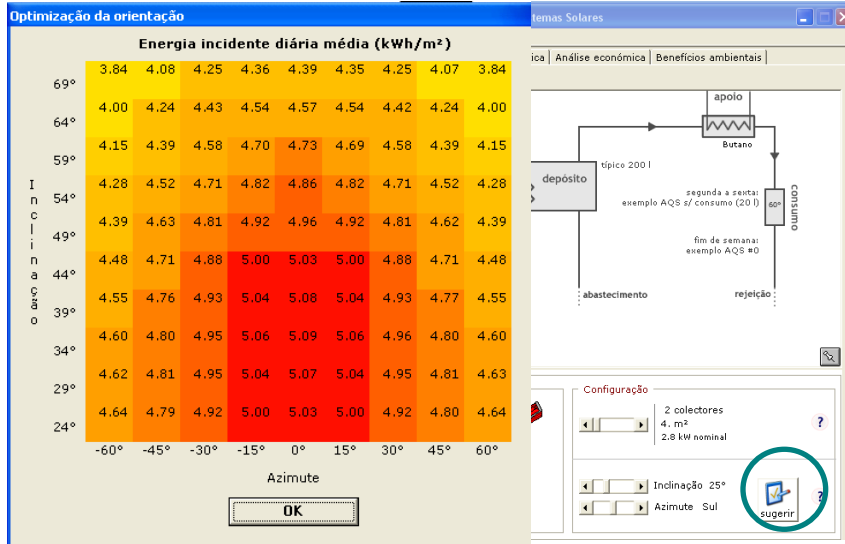 Optimização da orientação
Energia incidente diária média (kWh/m²)
Inclinação
69° 3.84 4.08 4.25 4.36 4.39 4.35 4.25 4.07 3.84
64° 4.00 4.24 4.43 4.54 4.57 4.54 4.42 4.24 4.00
59° 4.15 4.39 4.58 4.70 4.73 4.69 4.58 4.39 4.15
54° 4.28 4.52 4.71 4.82 4.86 4.82 4.71 4.52 4.28
49° 4.39 4.63 4.81 4.92 4.96 4.92 4.81 4.62 4.39
44° 4.48 4.71 4.88 5.00 5.03 5.00 4.88 4.71 4.48
39° 4.55 4.76 4.93 5.04 5.08 5.04 4.93 4.77 4.55
34° 4.60 4.80 4.95 5.06 5.09 5.06 4.96 4.80 4.60
29° 4.62 4.81 4.95 5.04 5.07 5.04 4.95 4.81 4.63
24° 4.64 4.79 4.92 5.00 5.03 5.00 4.92 4.80 4.64
-60° -45° -30° -15° 0° 15° 30° 45° 60°
Azimute
OK
temas Solares
ica Análise económica Benefícios ambientais
apoio
Butano
típico 200 l
depósito
segunda a sexta:
exemplo AQS s/ consumo (20 l)
60°
consumo
fim de semana:
exemplo AQS #0
abastecimento
rejeição
Configuração
2 colectores
4. m²
2.8 kW nominal
?
Inclinação 25°
Azimute Sul
sugerir
?